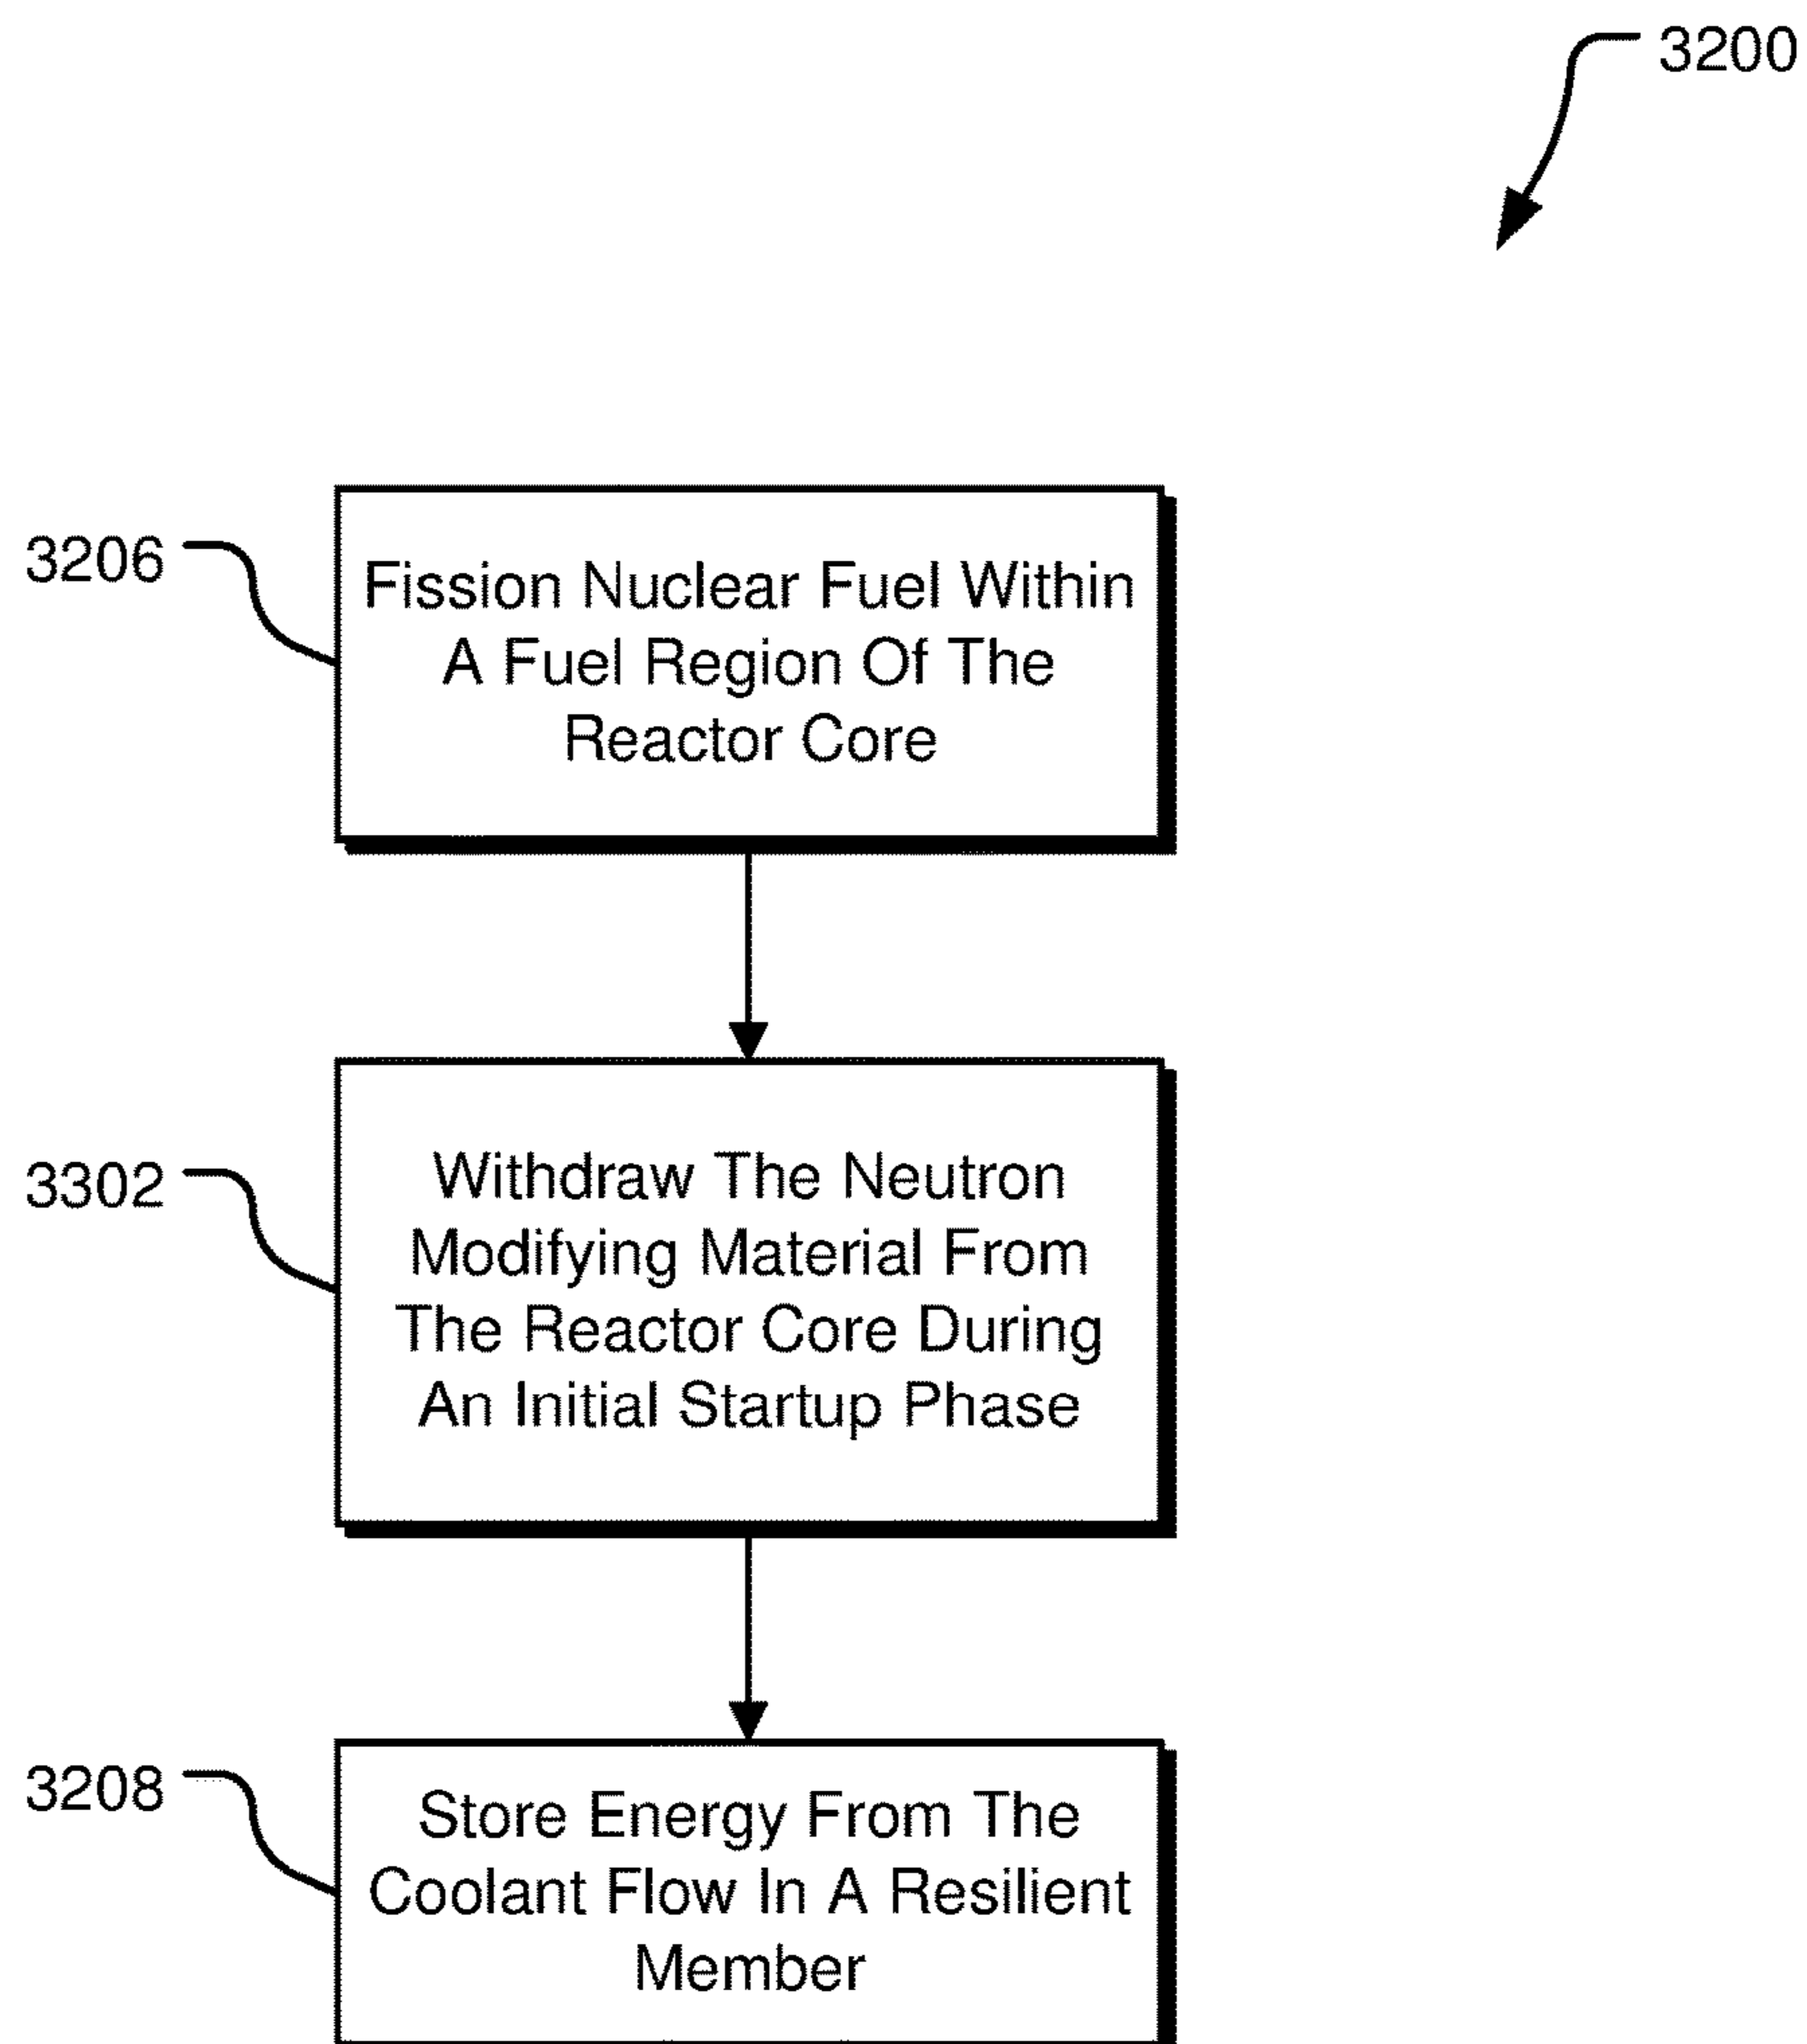 3200
3206
Fission Nuclear Fuel Within
A Fuel Region Of The
Reactor Core
3302
Withdraw The Neutron
Modifying Material From
The Reactor Core During
An Initial Startup Phase
3208
Store Energy From The
Coolant Flow In A Resilient
Member